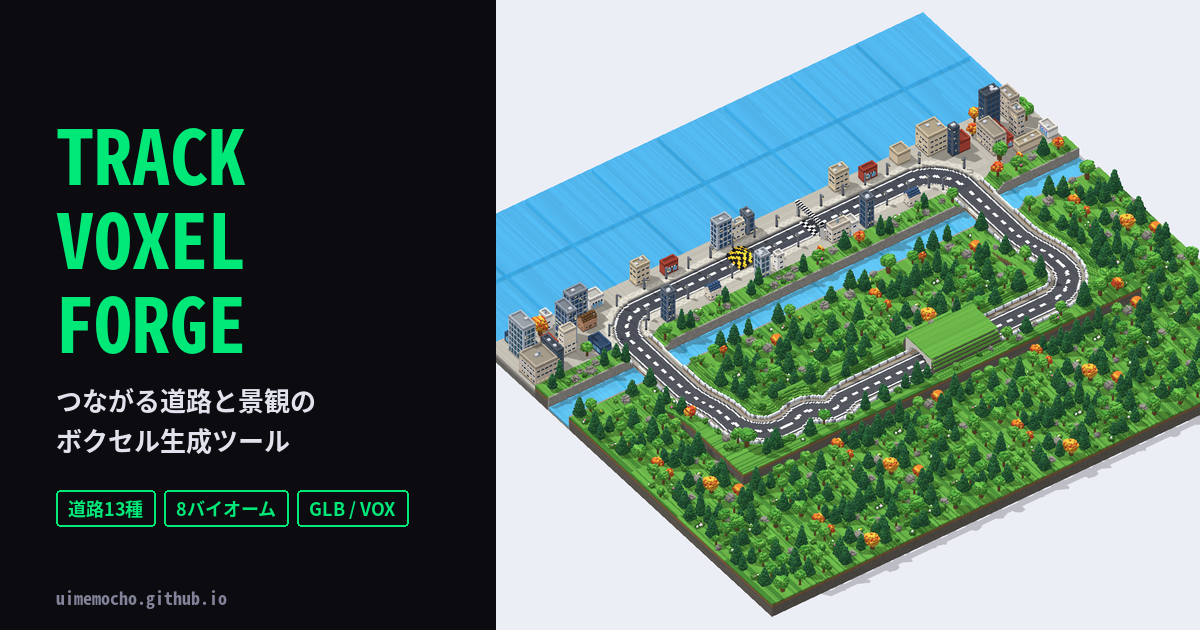 TRACK
VOXEL
FORGE
つながる道路と景観の
ボクセル生成ツール
道路13種
8バイオーム
GLB / VOX
uimemocho.github.io